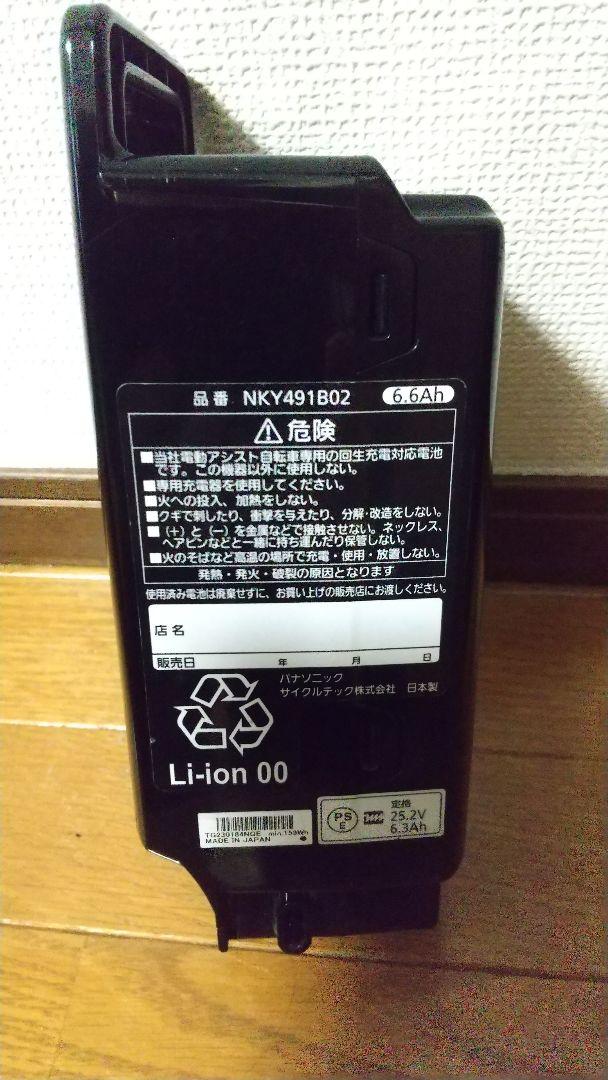 品番 NKY491B02 6.6Ah
危険
■当社電動アシスト自転車専用の回生充電対応電池
です。この機器以外に使用しない。
■専用充電器を使用してください。
■火への投入、加熱をしない。
■クギで刺したり、衝撃を与えたり、分解・改造をしない。
■(+)と(−)を金属などで接触させない。ネックレス、
ヘアピンなどと一緒に持ち運んだり保管しない。
■火のそばなど高温の場所で充電・使用・放置しない。
発熱・発火・破裂の原因となります
使用済み電池は廃棄せずに、お買い上げの販売店にお渡しください。
店名
販売日 年 月 日
パナソニック
サイクルテック株式会社 日本製
Li-ion 00
PS
E
定格
25.2V
6.3Ah
TG230184NQE min.159Wh
MADE IN JAPAN